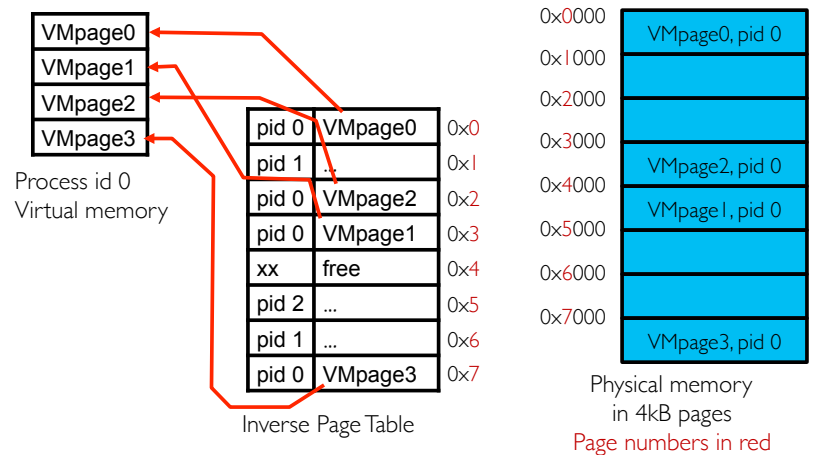 VMpage0
VMpage1
VMpage2
VMpage3
Process id 0
Virtual memory
pid 0 VMpage0 0x0
pid 1 ... 0x1
pid 0 VMpage2 0x2
pid 0 VMpage1 0x3
xx free 0x4
pid 2 ... 0x5
pid 1 ... 0x6
pid 0 VMpage3 0x7
Inverse Page Table
0x0000
VMpage0, pid 0
0x1000
0x2000
0x3000
VMpage2, pid 0
0x4000
VMpage1, pid 0
0x5000
0x6000
0x7000
VMpage3, pid 0
Physical memory
in 4kB pages
Page numbers in red